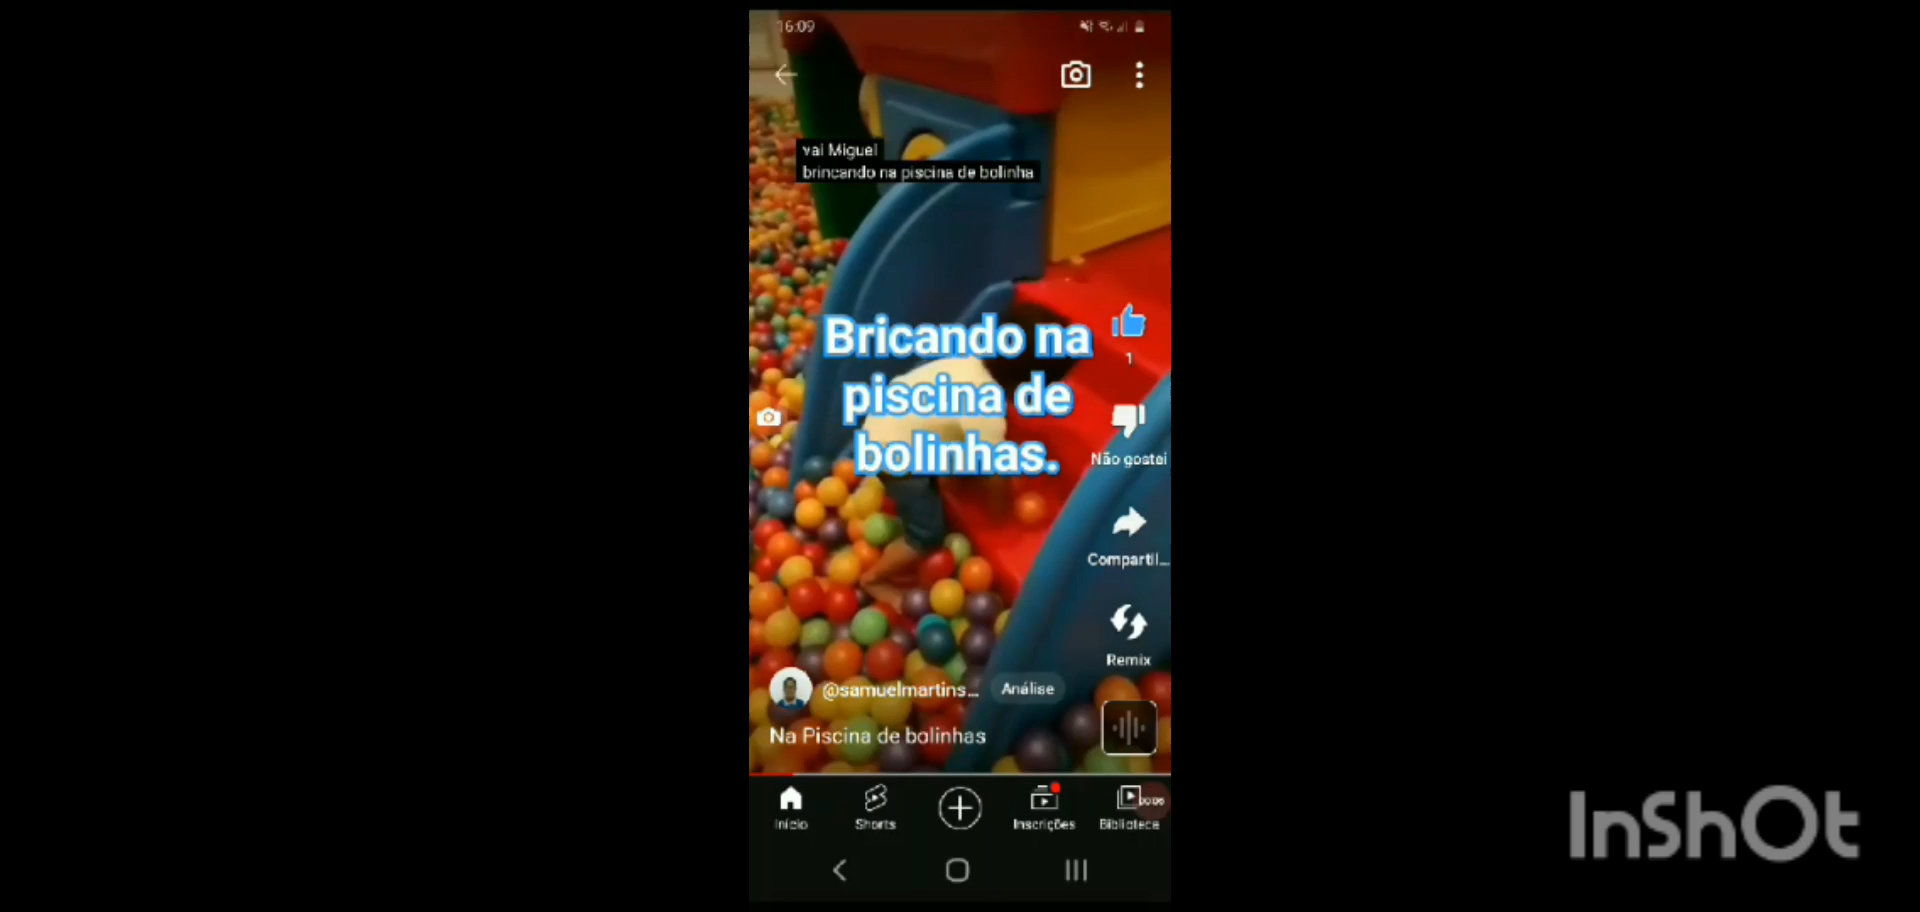 16:09
vai Miguel
brincando na piscina de bolinha
Bricando na
piscina de
bolinhas.
1
Não gostei
Compartil...
Remix
@samuelmartins... Análise
Na Piscina de bolinhas
Início Shorts Inscrições Biblioteca
InShOt